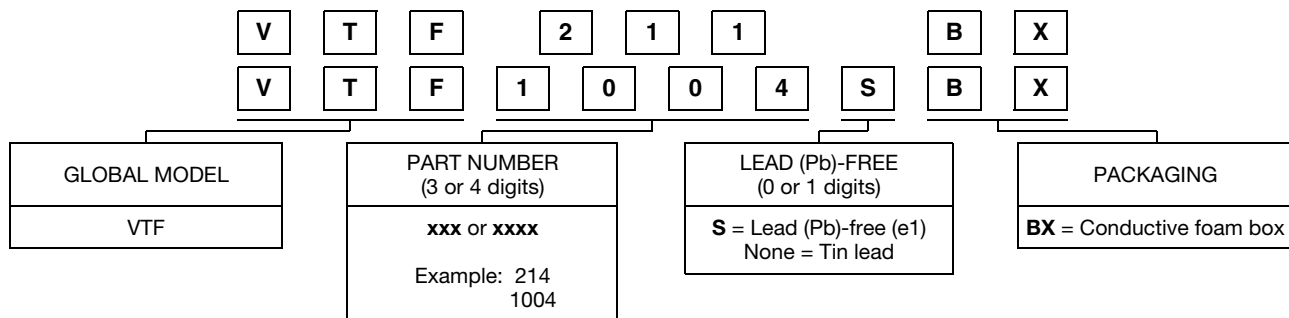 V T F 2 1 1 B X
V T F 1 0 0 4 S B X
GLOBAL MODEL
VTF
PART NUMBER
(3 or 4 digits)
xxx or xxxx
Example: 214
1004
LEAD (Pb)-FREE
(0 or 1 digits)
S = Lead (Pb)-free (e1)
None = Tin lead
PACKAGING
BX = Conductive foam box